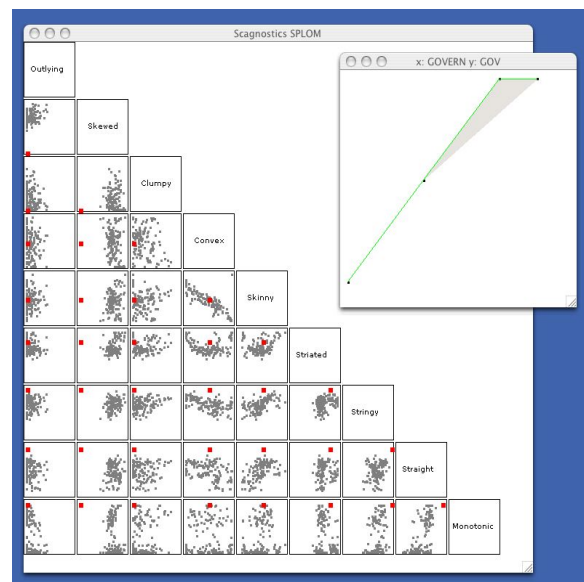 Scagnostics SPLOM
x: GOVERN y: GOV
Outlying
Skewed
Clumpy
Convex
Skinny
Striated
Stringy
Straight
Monotonic